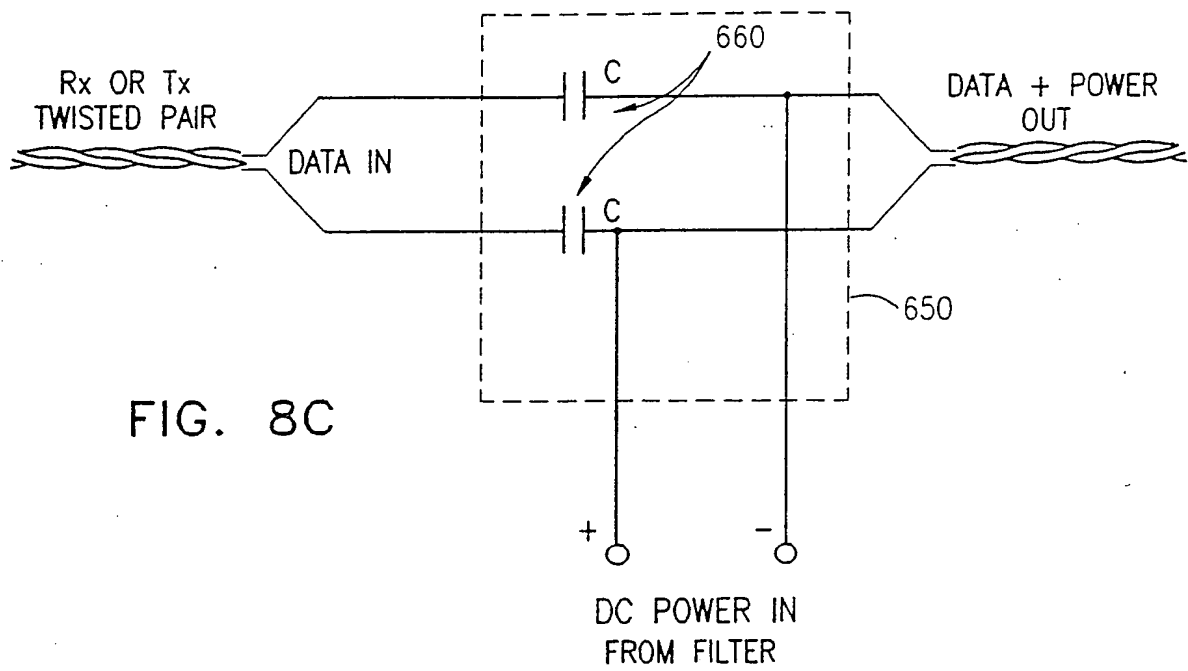 660
C
Rx OR Tx
TWISTED PAIR
DATA + POWER
OUT
DATA IN
C
650
FIG. 8C
+
-
DC POWER IN
FROM FILTER